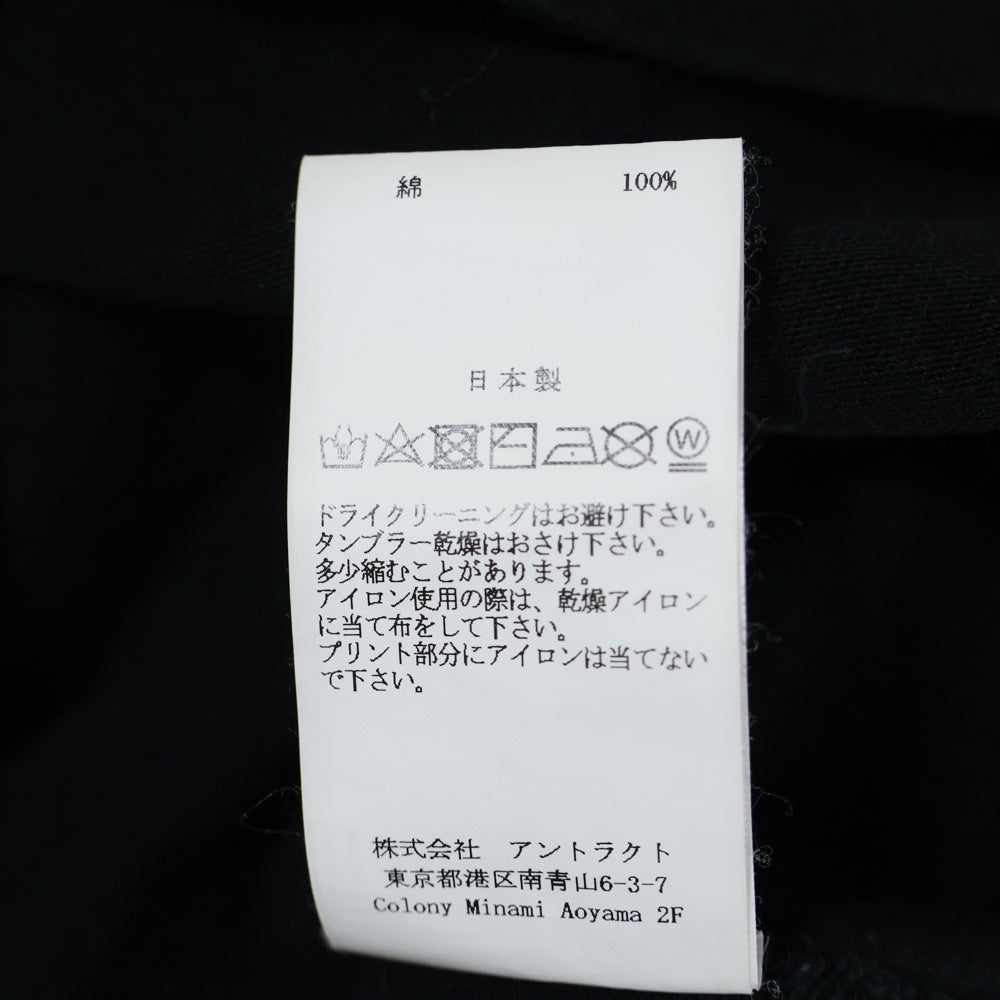 綿 100%
日本製
W
ドライクリーニングはお避け下さい。
タンブラー乾燥はおさけ下さい。
多少縮むことがあります。
アイロン使用の際は、乾燥アイロン
に当て布をして下さい。
プリント部分にアイロンは当てない
で下さい。
株式会社 アントラクト
東京都港区南青山6-3-7
Colony Minami Aoyama 2F